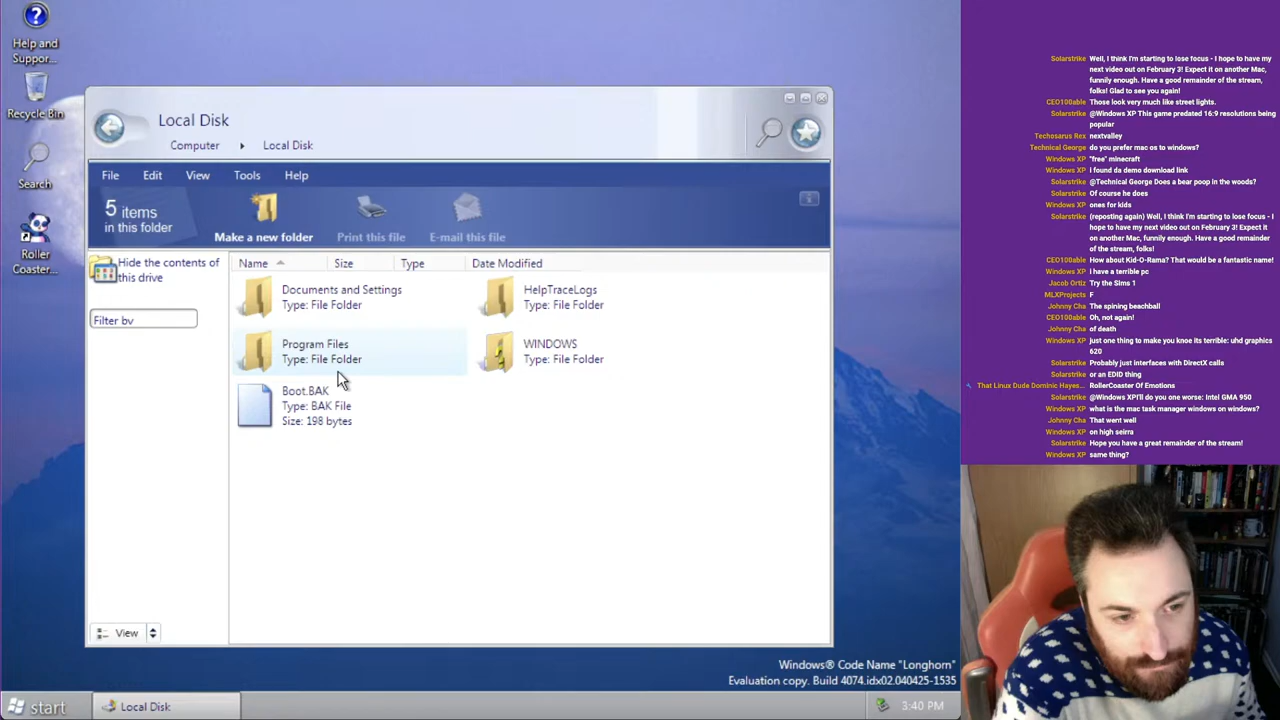 Help and
Suppor...
Recycle Bin
Search
Roller
Coaster...
Local Disk
Computer
Local Disk
File
Edit
View
Tools
Help
5 items
in this folder
Make a new folder
Print this file
E-mail this file
Hide the contents of
this drive
Filter by
Name
Size
Type
Date Modified
Documents and Settings
Type: File Folder
HelpTraceLogs
Type: File Folder
Program Files
Type: File Folder
WINDOWS
Type: File Folder
Boot.BAK
Type: BAK File
Size: 198 bytes
View
Windows® Code Name "Longhorn"
Evaluation copy. Build 4074.idx02.040425-1535
start
Local Disk
3:40 PM
Solarstrike Well, I think I'm starting to lose focus - I hope to have my
next video out on February 3! Expect it on another Mac,
funnily enough. Have a good remainder of the stream,
folks! Glad to see you again!
CEO100able Those look very much like street lights.
Solarstrike @Windows XP This game predated 16:9 resolutions being
popular
Techosarus Rex nextvalley
Technical George do you prefer mac os to windows?
Windows XP "free" minecraft
Windows XP I found da demo download link
Solarstrike @Technical George Does a bear poop in the woods?
Solarstrike Of course he does
Windows XP ones for kids
Solarstrike (reposting again) Well, I think I'm starting to lose focus - I
hope to have my next video out on February 3! Expect it on
another Mac, funnily enough. Have a good remainder of the
stream, folks!
CEO100able How about Kid-O-Rama? That would be a fantastic name!
Windows XP i have a terrible pc
Jacob Ortiz Try the Sims 1
MLXProjects F
Johnny Cha The spining beachball
CEO100able Oh, not again!
Johnny Cha of death
Windows XP just one thing to make you knoe its terrible: uhd graphics
620
Solarstrike Probably just interfaces with DirectX calls
Solarstrike or an EDID thing
That Linux Dude Dominic Hayes... RollerCoaster Of Emotions
Solarstrike @Windows XPI'll do you one worse: Intel GMA 950
Windows XP what is the mac task manager windows on windows?
Johnny Cha That went well
Windows XP on high seirra
Solarstrike Hope you have a great remainder of the stream!
Windows XP same thing?